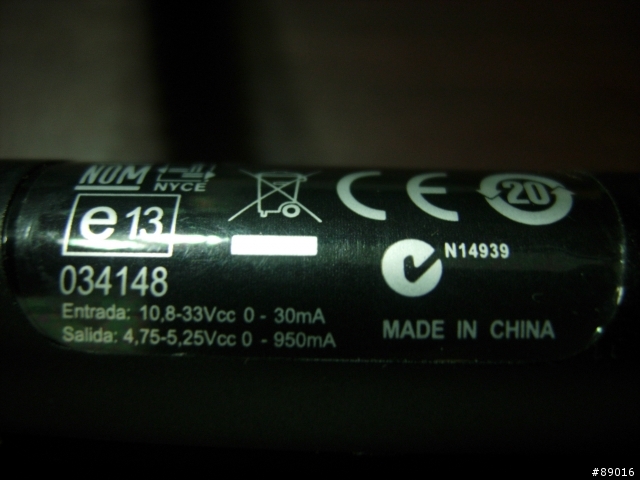 NOM
NYCE
e 13
CE
20
034148
N14939
Entrada: 10,8-33Vcc 0 - 30mA
Salida: 4,75-5,25Vcc 0 - 950mA
MADE IN CHINA
#89016